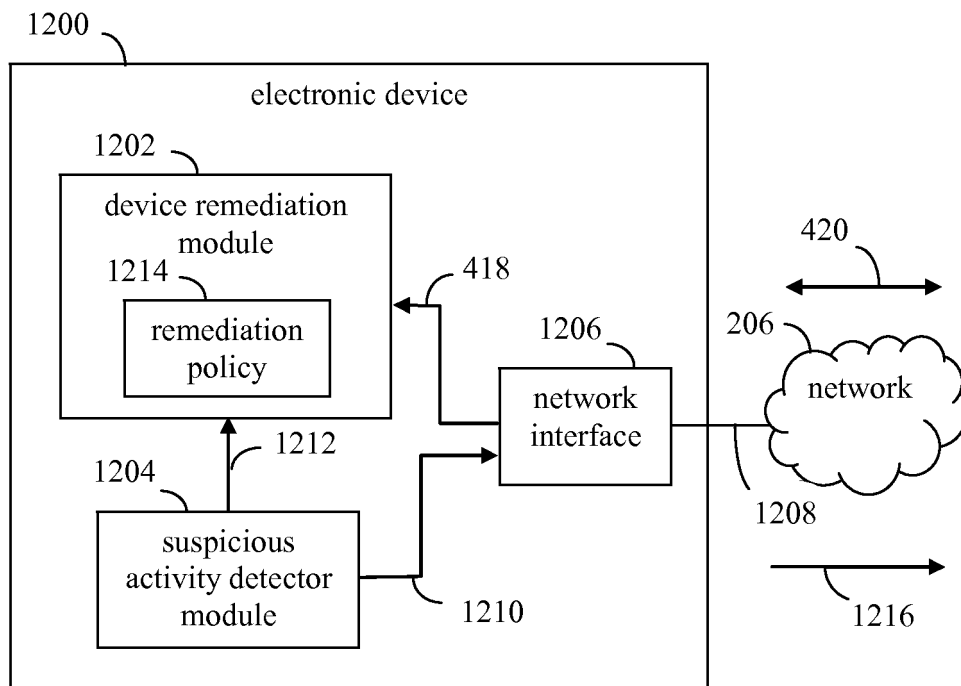 1200
electronic device
1202
device remediation
module
1214
remediation
policy
418
420
1206
206
network
interface
network
1212
1204
1208
suspicious
activity detector
module
1210
1216